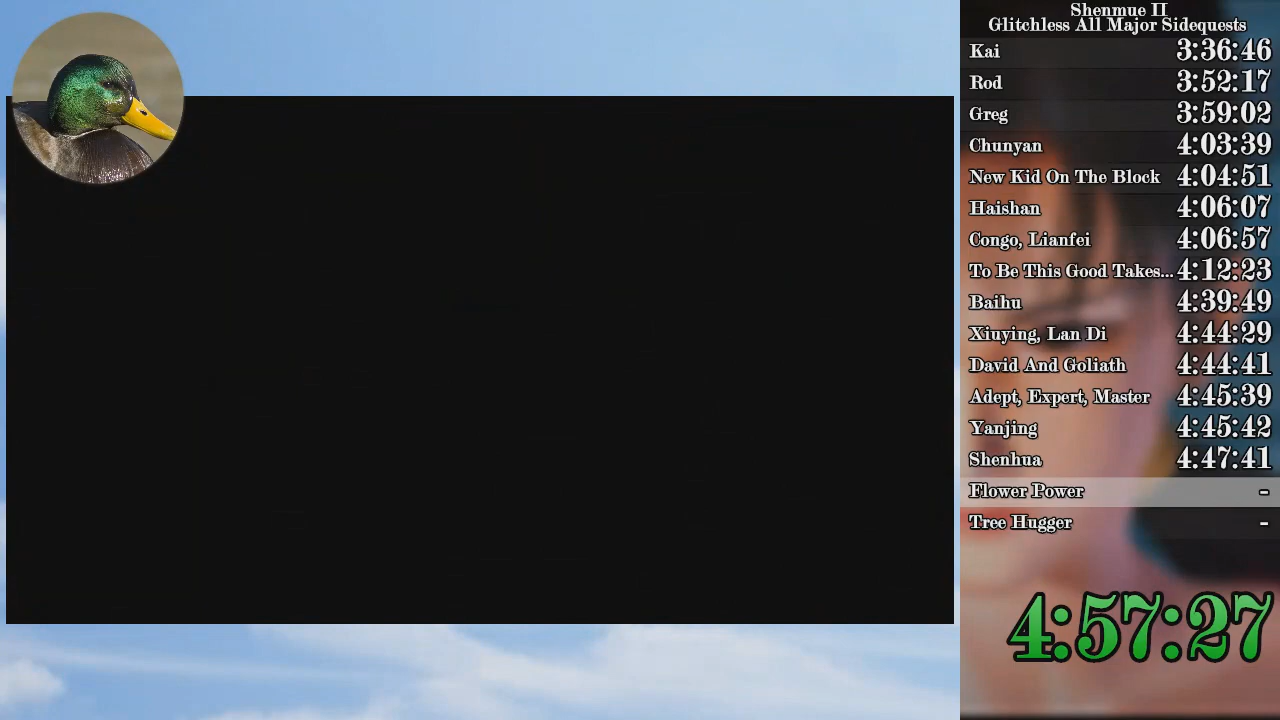 Shenmue II
Glitchless All Major Sidequests
Kai 3:36:46
Rod 3:52:17
Greg 3:59:02
Chunyan 4:03:39
New Kid On The Block 4:04:51
Haishan 4:06:07
Congo, Lianfei 4:06:57
To Be This Good Takes... 4:12:23
Baihu 4:39:49
Xiuying, Lan Di 4:44:29
David And Goliath 4:44:41
Adept, Expert, Master 4:45:39
Yanjing 4:45:42
Shenhua 4:47:41
Flower Power -
Tree Hugger -
4:57:27